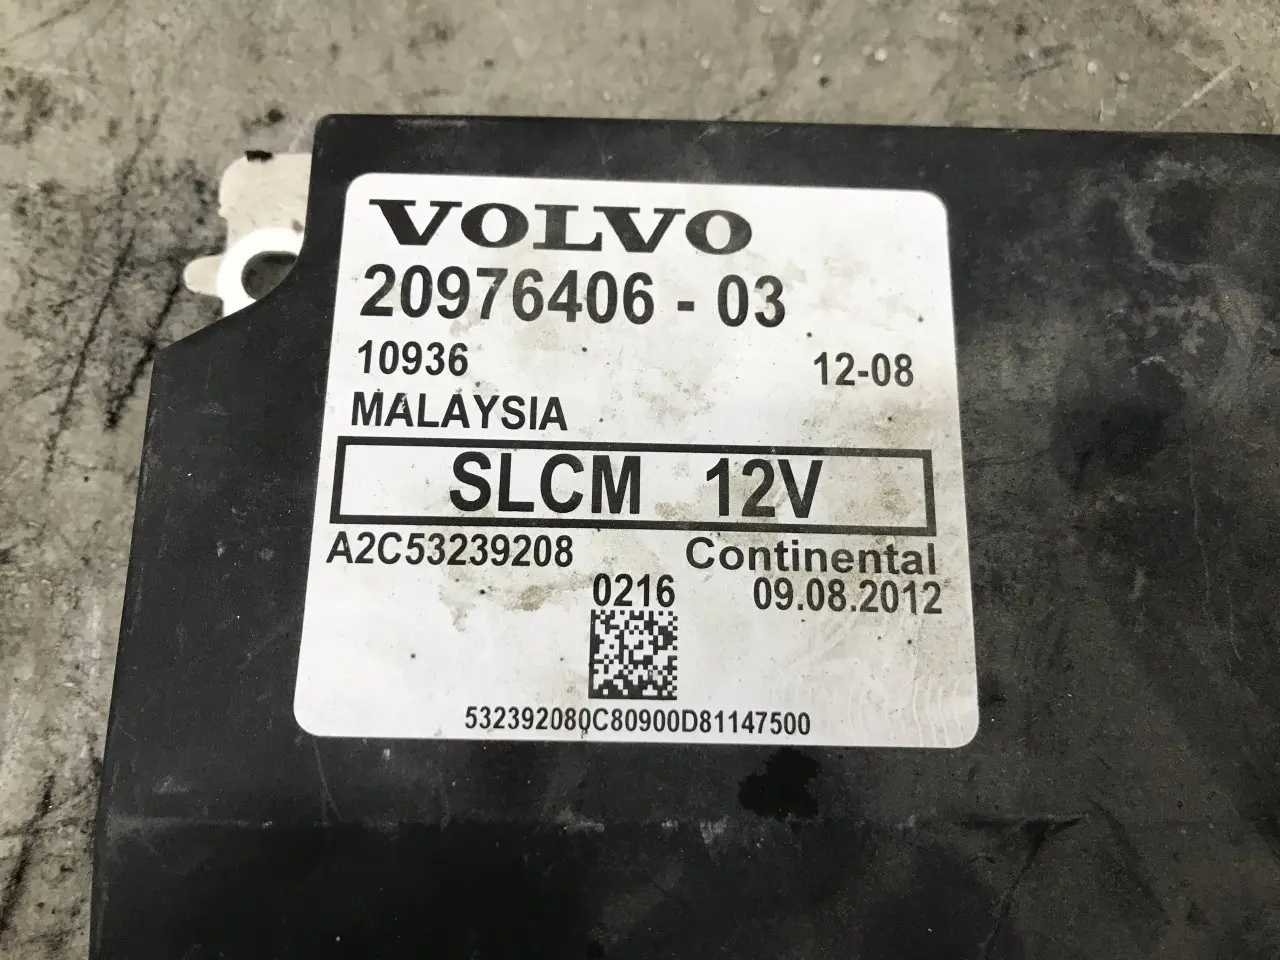 VOLVO
20976406 - 03
10936 12-08
MALAYSIA
SLCM 12V
A2C53239208 Continental
0216 09.08.2012
532392080C80900D81147500